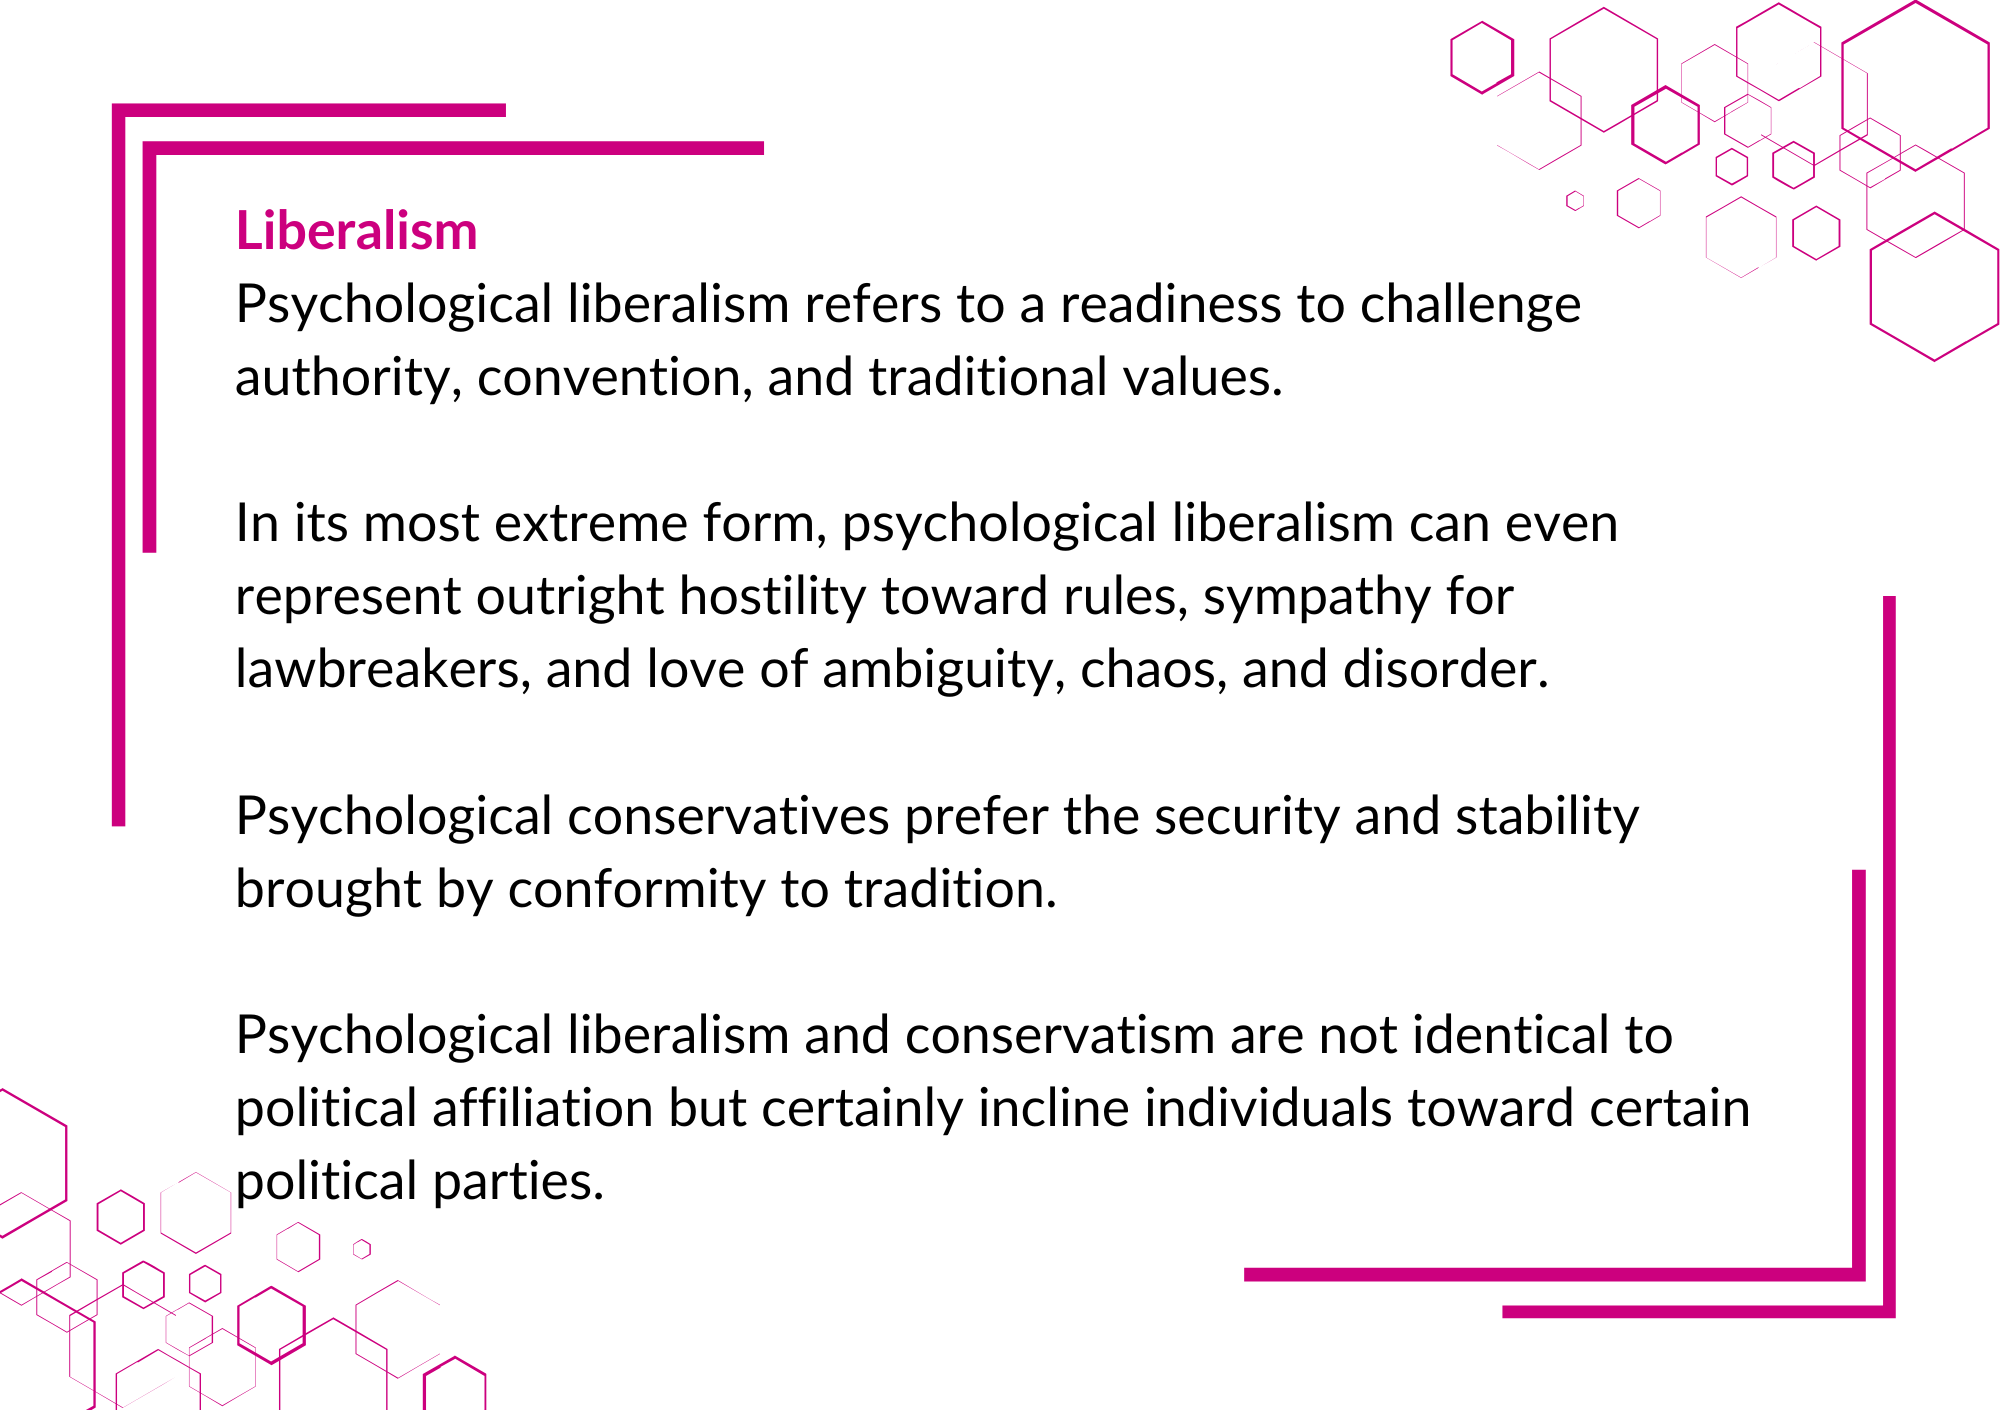 Liberalism
Psychological liberalism refers to a readiness to challenge
authority, convention, and traditional values.
In its most extreme form, psychological liberalism can even
represent outright hostility toward rules, sympathy for
lawbreakers, and love of ambiguity, chaos, and disorder.
Psychological conservatives prefer the security and stability
brought by conformity to tradition.
Psychological liberalism and conservatism are not identical to
political affiliation but certainly incline individuals toward certain
political parties.